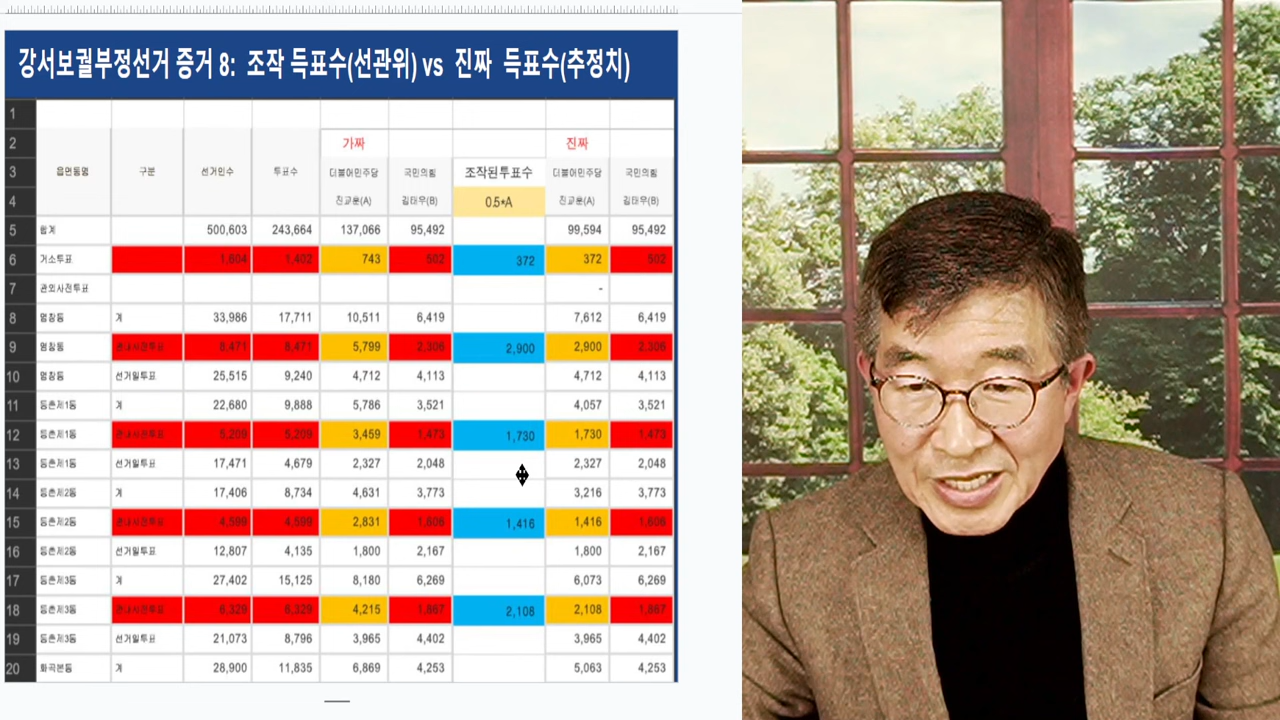 강서보궐부정선거 증거 8: 조작 득표수(선관위) vs 진짜 득표수(추정치)
1
2 가짜 진짜
3 읍면동명 구분 선거인수 투표수 더불어민주당 국민의힘 조작된투표수 더불어민주당 국민의힘
4 진교훈(A) 김태우(B) 0.5*A 진교훈(A) 김태우(B)
5 합계 500,603 243,664 137,066 95,492 99,594 95,492
6 거소투표 1,604 1,402 743 502 372 372 502
7 관외사전투표 -
8 염창동 계 33,986 17,711 10,511 6,419 7,612 6,419
9 염창동 관내사전투표 8,471 8,471 5,799 2,306 2,900 2,900 2,306
10 염창동 선거일투표 25,515 9,240 4,712 4,113 4,712 4,113
11 등촌제1동 계 22,680 9,888 5,786 3,521 4,057 3,521
12 등촌제1동 관내사전투표 5,209 5,209 3,459 1,473 1,730 1,730 1,473
13 등촌제1동 선거일투표 17,471 4,679 2,327 2,048 2,327 2,048
14 등촌제2동 계 17,406 8,734 4,631 3,773 3,216 3,773
15 등촌제2동 관내사전투표 4,599 4,599 2,831 1,606 1,416 1,416 1,606
16 등촌제2동 선거일투표 12,807 4,135 1,800 2,167 1,800 2,167
17 등촌제3동 계 27,402 15,125 8,180 6,269 6,073 6,269
18 등촌제3동 관내사전투표 6,329 6,329 4,215 1,867 2,108 2,108 1,867
19 등촌제3동 선거일투표 21,073 8,796 3,965 4,402 3,965 4,402
20 화곡본동 계 28,900 11,835 6,869 4,253 5,063 4,253